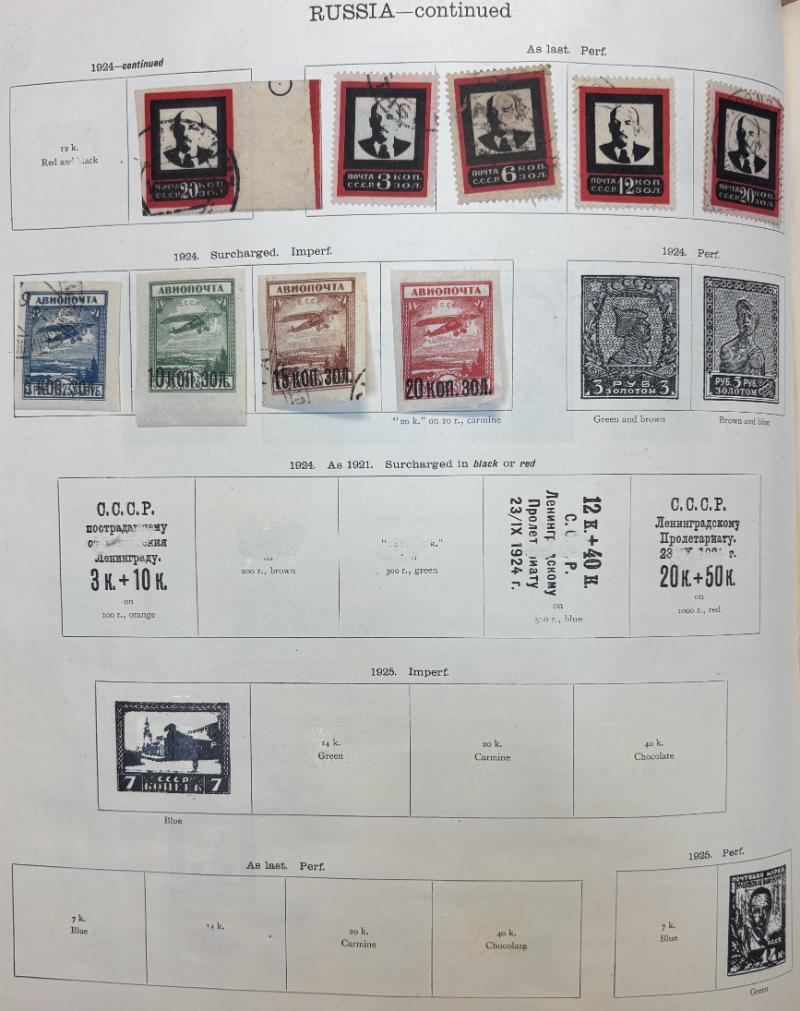 RUSSIA—continued
1924—continued
As last. Perf.
12 k.
Red and black
ПОЧТА 20 КОП.
С.С.С.Р. ЗОЛ.
ПОЧТА 3 КОП.
С.С.С.Р. ЗОЛ.
ПОЧТА 6 КОП.
С.С.С.Р. ЗОЛ.
ПОЧТА 12 КОП.
С.С.С.Р. ЗОЛ.
ПОЧТА 20 КОП.
С.С.С.Р. ЗОЛ.
1924. Surcharged. Imperf.
1924. Perf.
АВИОПОЧТА
КОП. ЗОЛ.
АВИОПОЧТА
С.С.С.Р.
10 КОП. ЗОЛ.
АВИОПОЧТА
С.С.С.Р.
15 КОП. ЗОЛ.
АВИОПОЧТА
С.С.С.Р.
20 КОП. ЗОЛ.
"20 k." on 10 r., carmine
3 РУБ. 3
ЗОЛОТОМ
Green and brown
РУБ. 5 РУБ.
ЗОЛОТОМ
Brown and blue
1924. As 1921. Surcharged in black or red
С.С.С.Р.
Ленинграду.
3 к. + 10 к.
on
100 r., orange
200 r., brown
300 r., green
12 к. + 40 к.
23/IX 1924 г.
on
blue
С.С.С.Р.
Ленинградскому
Пролетариату.
20 к. + 50 к.
on
1000 r., red
1925. Imperf.
7 СССР 7
КОПЕЕК
Blue
14 k.
Green
20 k.
Carmine
40 k.
Chocolate
As last. Perf.
1925. Perf.
7 k.
Blue
k.
20 k.
Carmine
40 k.
Chocolate
7 k.
Blue
ПОЧТОВАЯ МАРКА
СССР
14 К.
Green